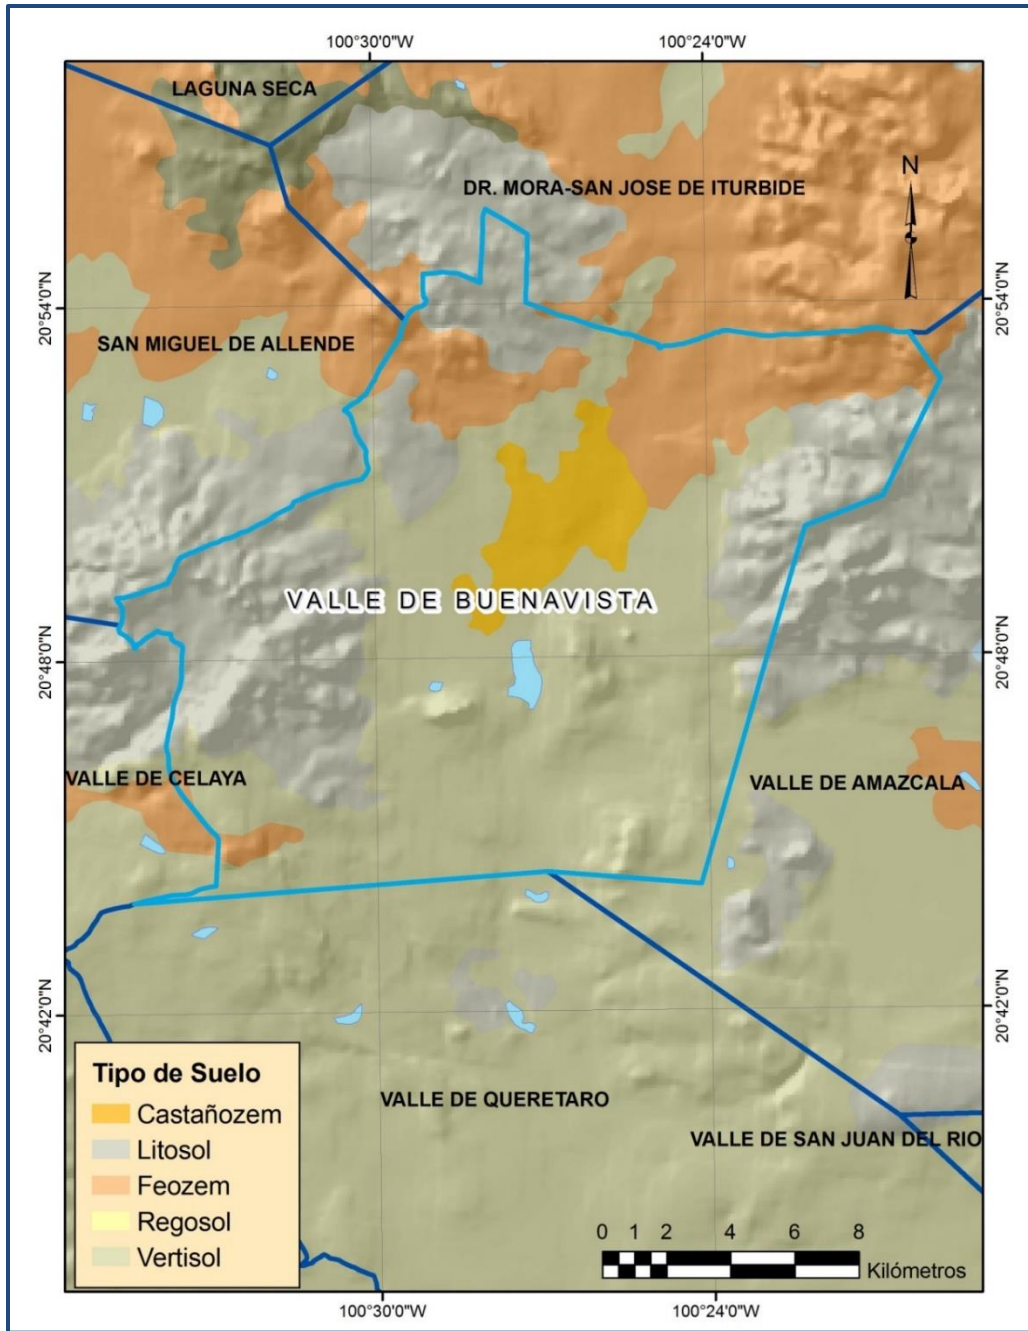 100°30'0"W
100°24'0"W
LAGUNA SECA
DR. MORA-SAN JOSE DE ITURBIDE
N
20°54'0"N
20°54'0"N
SAN MIGUEL DE ALLENDE
VALLE DE BUENAVISTA
20°48'0"N
20°48'0"N
VALLE DE CELAYA
VALLE DE AMAZCALA
20°42'0"N
20°42'0"N
Tipo de Suelo
Castañozem
Litosol
Feozem
Regosol
Vertisol
VALLE DE QUERETARO
VALLE DE SAN JUAN DEL RIO
0 1 2 4 6 8
Kilómetros
100°30'0"W
100°24'0"W